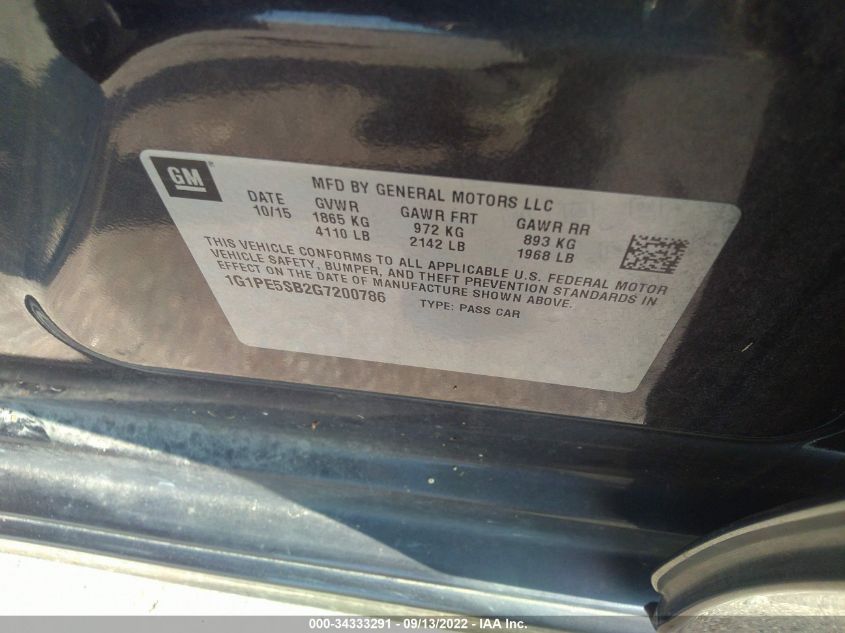 GM ®
MFD BY GENERAL MOTORS LLC
DATE GVWR GAWR FRT GAWR RR
10/15 1865 KG 972 KG 893 KG
4110 LB 2142 LB 1968 LB
THIS VEHICLE CONFORMS TO ALL APPLICABLE U.S. FEDERAL MOTOR
VEHICLE SAFETY, BUMPER, AND THEFT PREVENTION STANDARDS IN
EFFECT ON THE DATE OF MANUFACTURE SHOWN ABOVE.
1G1PE5SB2G7200786 TYPE: PASS CAR
000-34333291 - 09/13/2022 - IAA Inc.